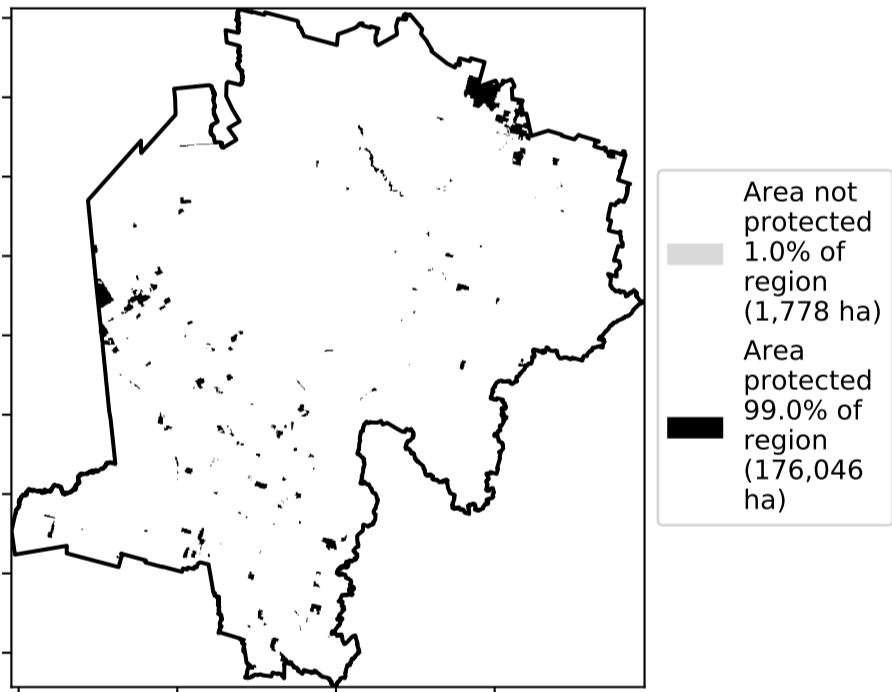 Area not
protected
1.0% of
region
(1,778 ha)
Area
protected
99.0% of
region
(176,046
ha)